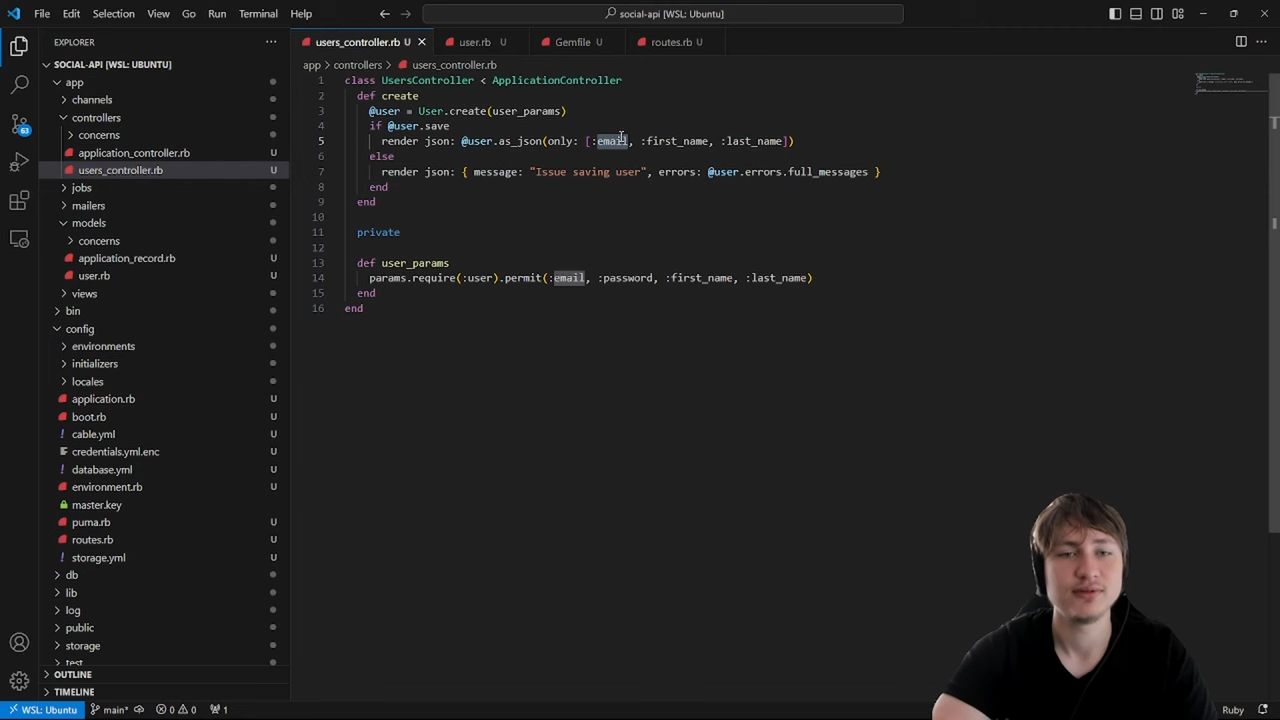 File Edit Selection View Go Run Terminal Help
social-api [WSL: Ubuntu]
EXPLORER
SOCIAL-API [WSL: UBUNTU]
app
channels
controllers
concerns
application_controller.rb U
users_controller.rb U
jobs
mailers
models
concerns
application_record.rb U
user.rb U
views
bin
config
environments
initializers
locales
application.rb U
boot.rb U
cable.yml U
credentials.yml.enc U
database.yml U
environment.rb U
master.key
puma.rb U
routes.rb U
storage.yml U
db
lib
log
public
storage
test
OUTLINE
TIMELINE
63
users_controller.rb U
user.rb U
Gemfile U
routes.rb U
app > controllers > users_controller.rb
1 class UsersController < ApplicationController
2 def create
3 @user = User.create(user_params)
4 if @user.save
5 render json: @user.as_json(only: [:email, :first_name, :last_name])
6 else
7 render json: { message: "Issue saving user", errors: @user.errors.full_messages }
8 end
9 end
10
11 private
12
13 def user_params
14 params.require(:user).permit(:email, :password, :first_name, :last_name)
15 end
16 end
WSL: Ubuntu main* 0 0 1 Ruby